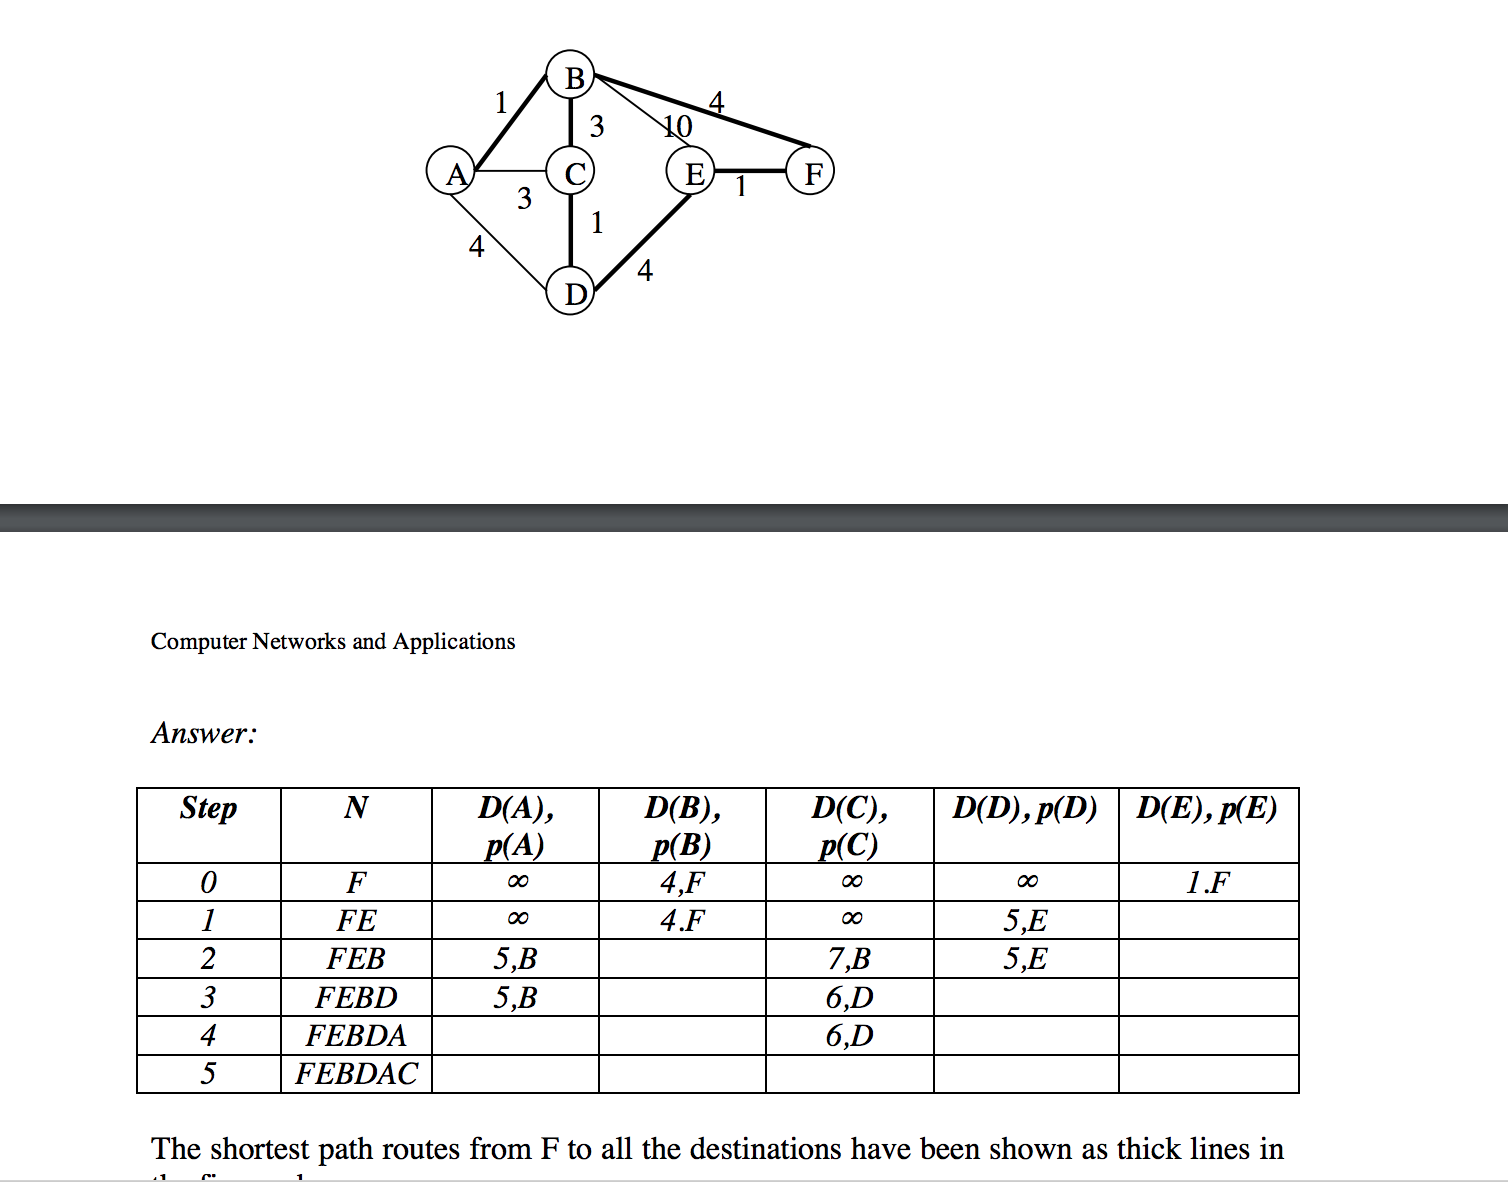 B
1
4
3
10
A
C
E
F
3
1
1
4
4
D
Computer Networks and Applications
Answer:
Step N D(A), p(A) D(B), p(B) D(C), p(C) D(D), p(D) D(E), p(E)
0 F ∞ 4,F ∞ ∞ 1.F
1 FE ∞ 4.F ∞ 5,E
2 FEB 5,B 7,B 5,E
3 FEBD 5,B 6,D
4 FEBDA 6,D
5 FEBDAC
The shortest path routes from F to all the destinations have been shown as thick lines in